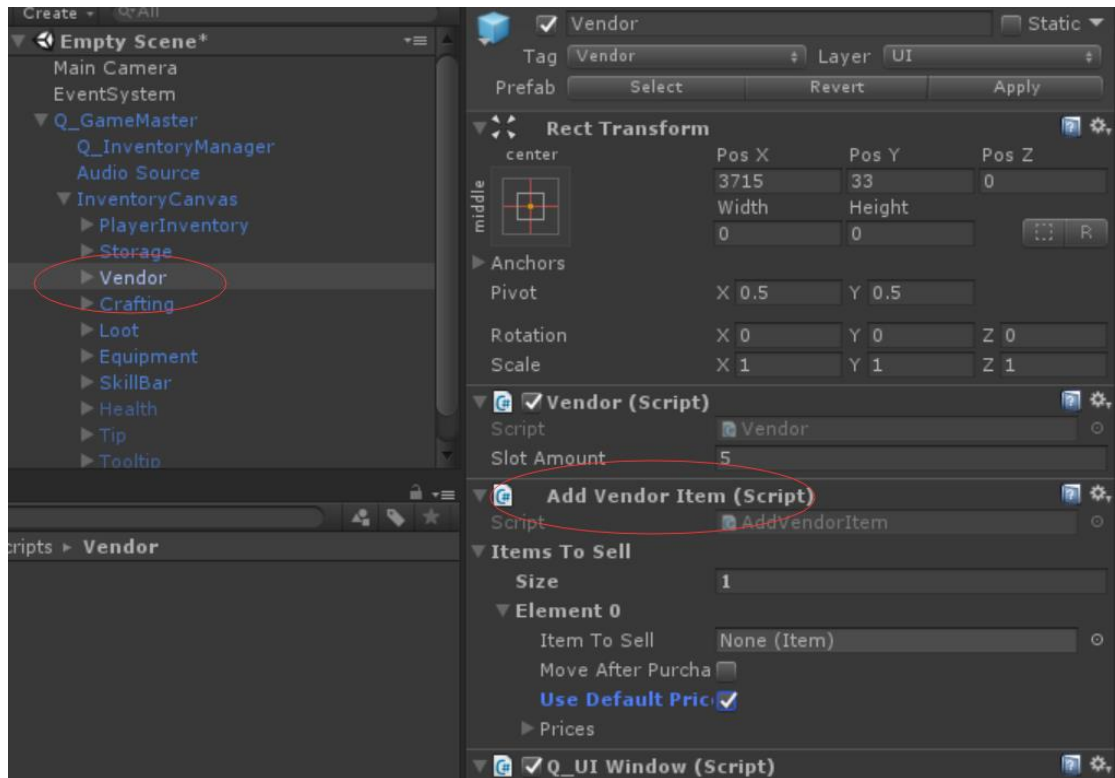 Create
All
Empty Scene*
Main Camera
EventSystem
Q_GameMaster
Q_InventoryManager
Audio Source
InventoryCanvas
PlayerInventory
Storage
Vendor
Crafting
Loot
Equipment
SkillBar
Health
Tip
Tooltip
cripts ▸ Vendor
Vendor Static
Tag Vendor Layer UI
Prefab Select Revert Apply
Rect Transform
center Pos X Pos Y Pos Z
middle 3715 33 0
Width Height
0 0 R
Anchors
Pivot X 0.5 Y 0.5
Rotation X 0 Y 0 Z 0
Scale X 1 Y 1 Z 1
Vendor (Script)
Script Vendor
Slot Amount 5
Add Vendor Item (Script)
Script AddVendorItem
Items To Sell
Size 1
Element 0
Item To Sell None (Item)
Move After Purcha
Use Default Pric
Prices
Q_UI Window (Script)